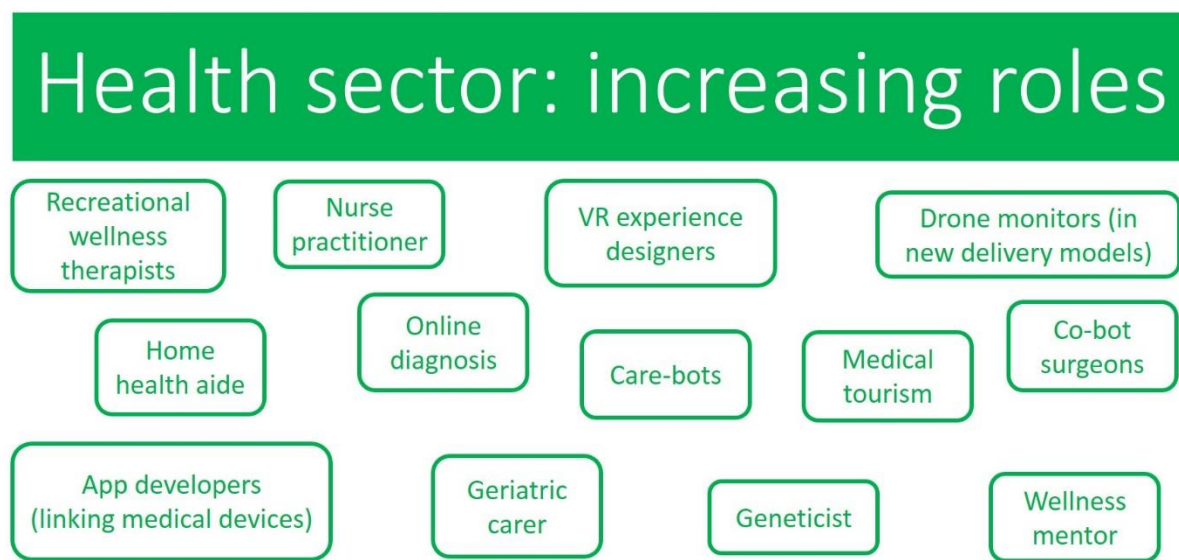 Health sector: increasing roles
Recreational
wellness
therapists
Nurse
practitioner
VR experience
designers
Drone monitors (in
new delivery models)
Home
health aide
Online
diagnosis
Care-bots
Medical
tourism
Co-bot
surgeons
App developers
(linking medical devices)
Geriatric
carer
Geneticist
Wellness
mentor